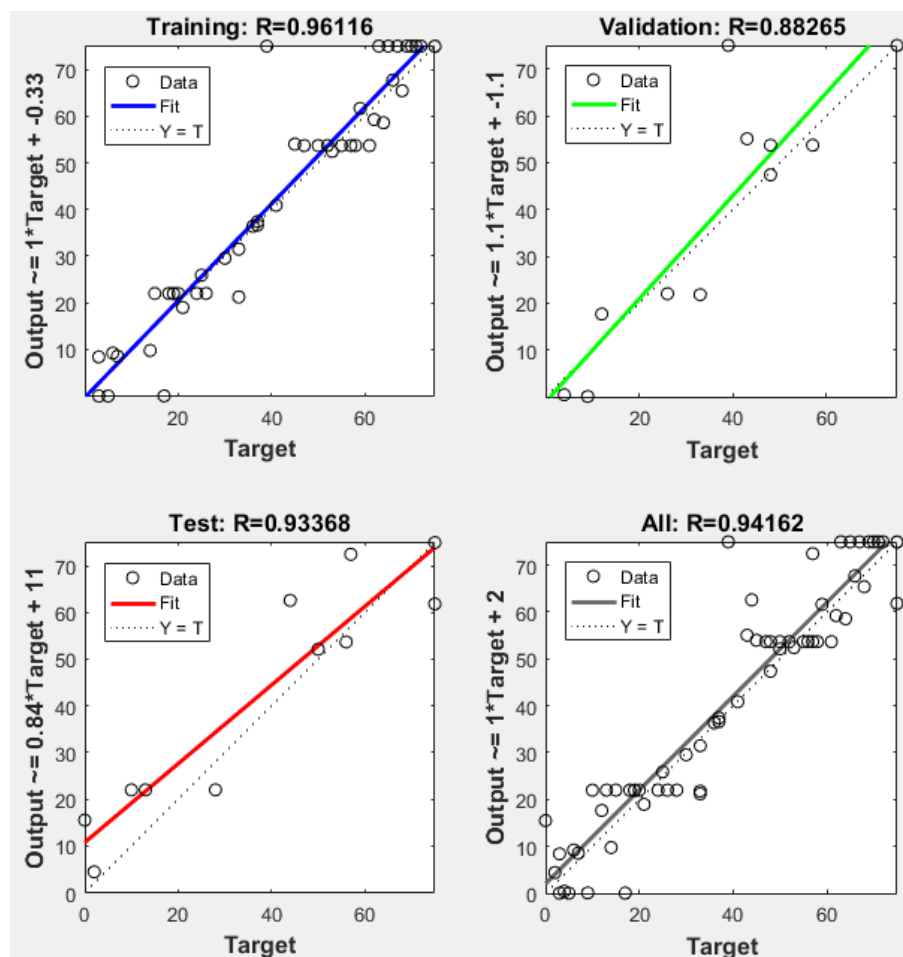 Training: R=0.96116
Output ~= 1*Target + -0.33
70
60
50
40
30
20
10
Data
Fit
Y = T
20
40
60
Target
Validation: R=0.88265
Output ~= 1.1*Target + -1.1
70
60
50
40
30
20
10
Data
Fit
Y = T
20
40
60
Target
Test: R=0.93368
Output ~= 0.84*Target + 11
70
60
50
40
30
20
10
0
Data
Fit
Y = T
0
20
40
60
Target
All: R=0.94162
Output ~= 1*Target + 2
70
60
50
40
30
20
10
0
Data
Fit
Y = T
0
20
40
60
Target